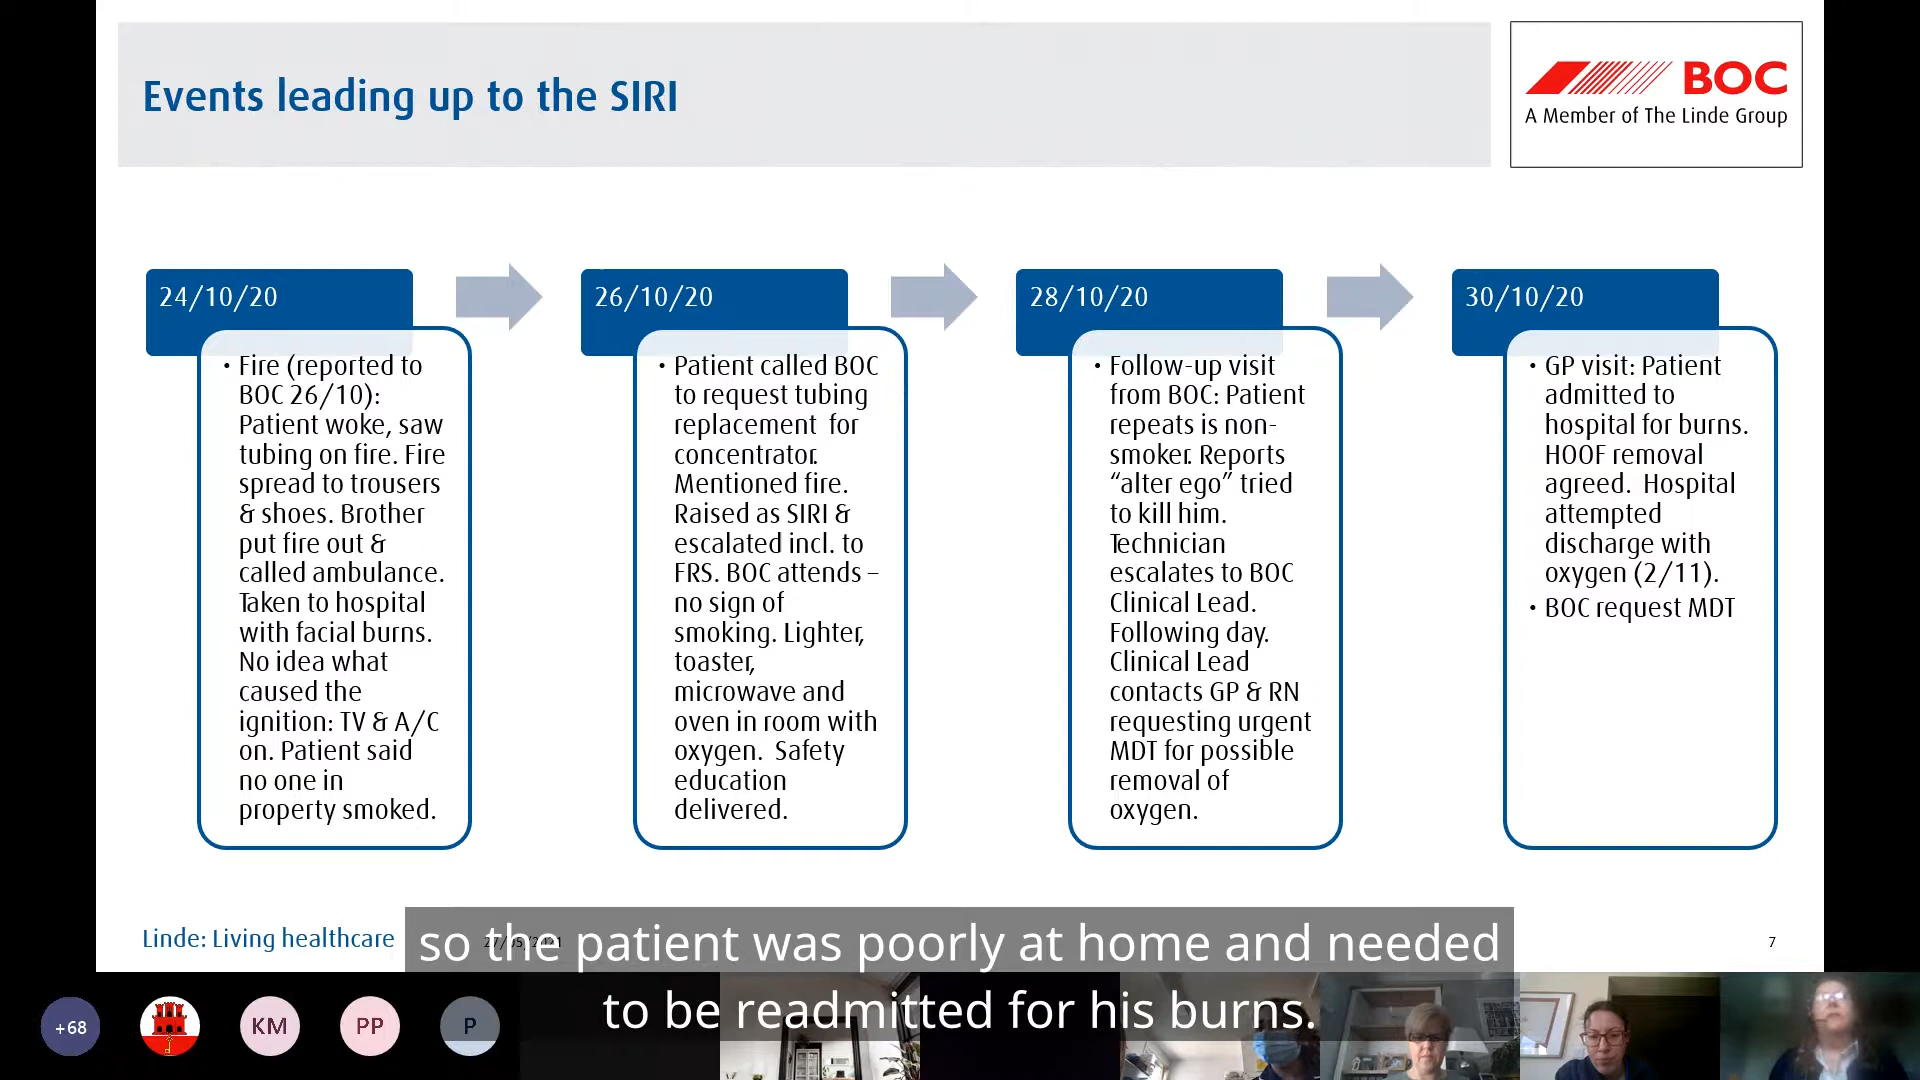 Events leading up to the SIRI
BOC
A Member of The Linde Group
24/10/20
• Fire (reported to
BOC 26/10):
Patient woke, saw
tubing on fire. Fire
spread to trousers
& shoes. Brother
put fire out &
called ambulance.
Taken to hospital
with facial burns.
No idea what
caused the
ignition: TV & A/C
on. Patient said
no one in
property smoked.
26/10/20
• Patient called BOC
to request tubing
replacement for
concentrator.
Mentioned fire.
Raised as SIRI &
escalated incl. to
FRS. BOC attends –
no sign of
smoking. Lighter,
toaster,
microwave and
oven in room with
oxygen. Safety
education
delivered.
28/10/20
• Follow-up visit
from BOC: Patient
repeats is non-
smoker. Reports
“alter ego” tried
to kill him.
Technician
escalates to BOC
Clinical Lead.
Following day.
Clinical Lead
contacts GP & RN
requesting urgent
MDT for possible
removal of
oxygen.
30/10/20
• GP visit: Patient
admitted to
hospital for burns.
HOOF removal
agreed. Hospital
attempted
discharge with
oxygen (2/11).
• BOC request MDT
Linde: Living healthcare
27/05/2021
7
so the patient was poorly at home and needed
to be readmitted for his burns.
+68
KM
PP
P